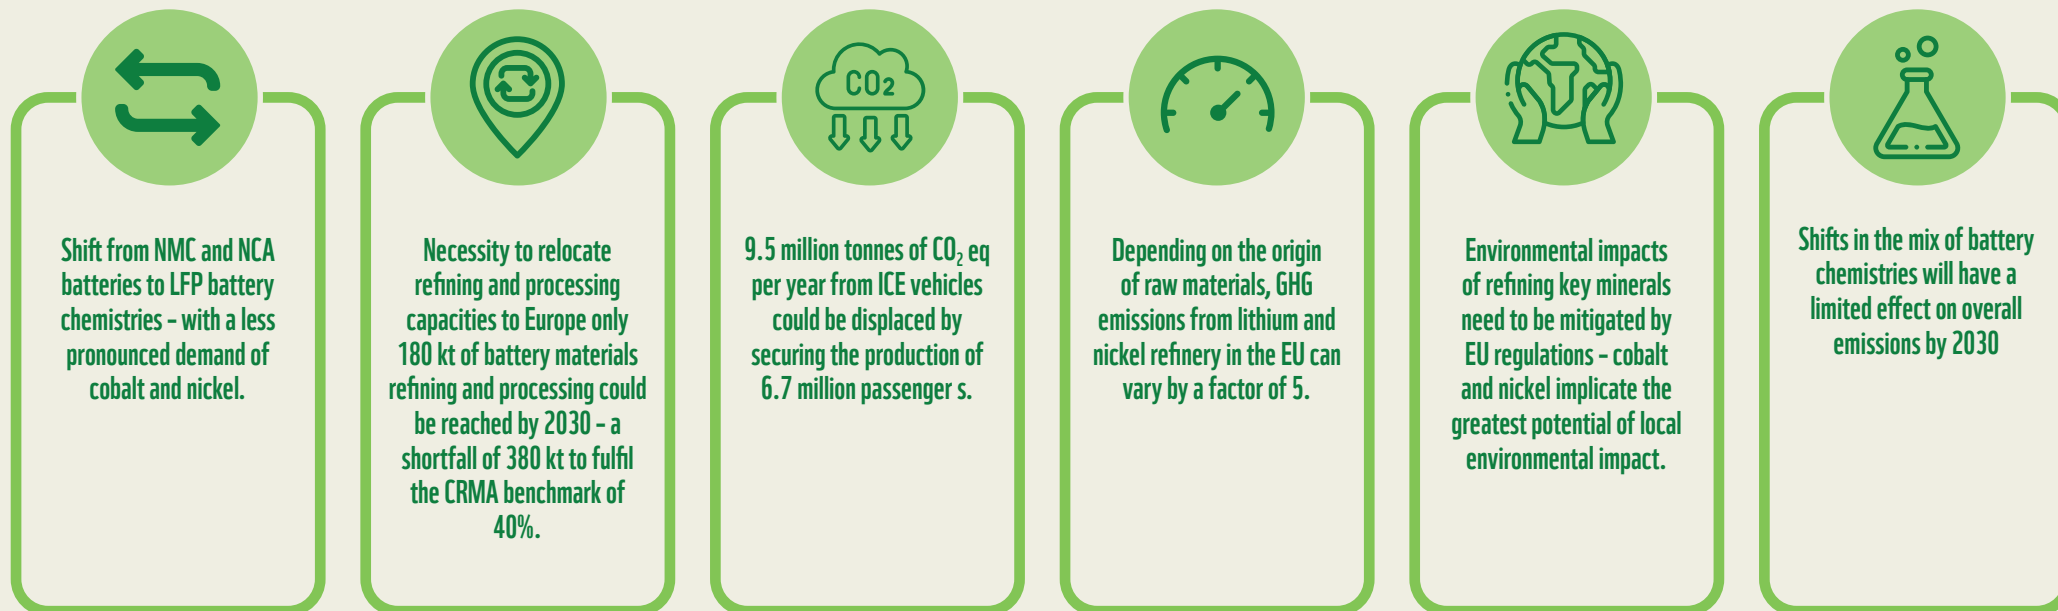 Shift from NMC and NCA
batteries to LFP battery
chemistries – with a less
pronounced demand of
cobalt and nickel.
Necessity to relocate
refining and processing
capacities to Europe only
180 kt of battery materials
refining and processing could
be reached by 2030 – a
shortfall of 380 kt to fulfil
the CRMA benchmark of
40%.
CO2
9.5 million tonnes of CO₂ eq
per year from ICE vehicles
could be displaced by
securing the production of
6.7 million passenger s.
Depending on the origin
of raw materials, GHG
emissions from lithium and
nickel refinery in the EU can
vary by a factor of 5.
Environmental impacts
of refining key minerals
need to be mitigated by
EU regulations – cobalt
and nickel implicate the
greatest potential of local
environmental impact.
Shifts in the mix of battery
chemistries will have a
limited effect on overall
emissions by 2030